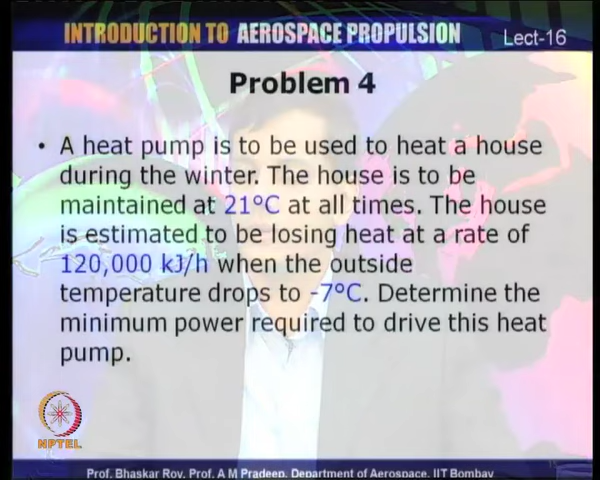 INTRODUCTION TO AEROSPACE PROPULSION Lect-16
Problem 4
• A heat pump is to be used to heat a house
during the winter. The house is to be
maintained at 21°C at all times. The house
is estimated to be losing heat at a rate of
120,000 kJ/h when the outside
temperature drops to -7°C. Determine the
minimum power required to drive this heat
pump.
NPTEL
Prof. Bhaskar Roy, Prof. A M Pradeep, Department of Aerospace, IIT Bombay